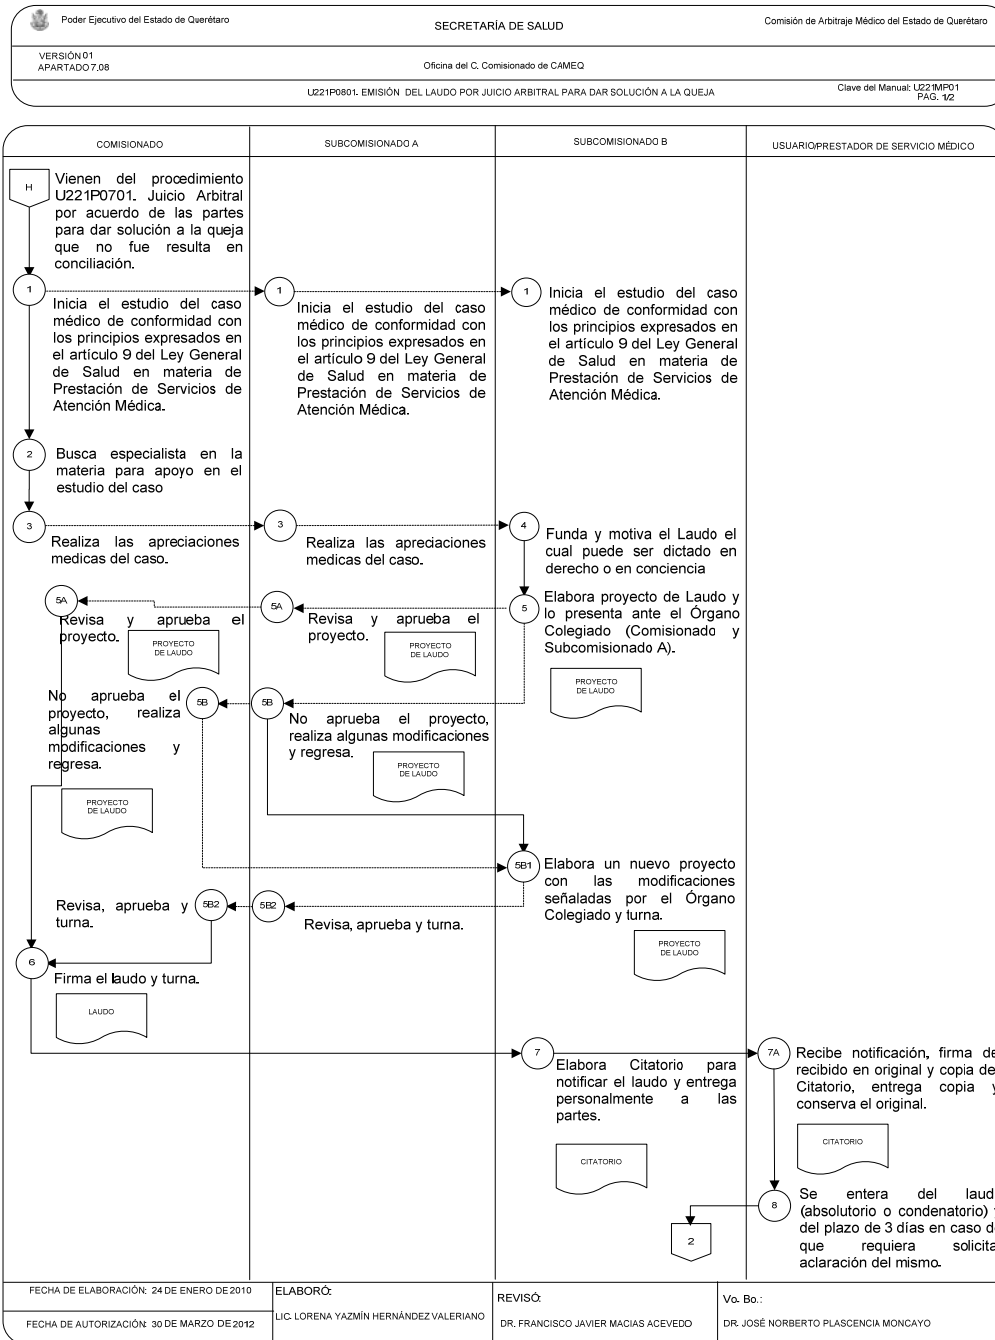 Poder Ejecutivo del Estado de Querétaro
SECRETARÍA DE SALUD
Comisión de Arbitraje Médico del Estado de Querétaro
VERSIÓN 01
APARTADO 7.08
Oficina del C. Comisionado de CAMEQ
U221P0801. EMISIÓN DEL LAUDO POR JUICIO ARBITRAL PARA DAR SOLUCIÓN A LA QUEJA
Clave del Manual: U221MP01
PAG. 1/2
COMISIONADO
SUBCOMISIONADO A
SUBCOMISIONADO B
USUARIO/PRESTADOR DE SERVICIO MÉDICO
H
Vienen del procedimiento
U221P0701. Juicio Arbitral
por acuerdo de las partes
para dar solución a la queja
que no fue resulta en
conciliación.
1
Inicia el estudio del caso
médico de conformidad con
los principios expresados en
el artículo 9 del Ley General
de Salud en materia de
Prestación de Servicios de
Atención Médica.
1
Inicia el estudio del caso
médico de conformidad con
los principios expresados en
el artículo 9 del Ley General
de Salud en materia de
Prestación de Servicios de
Atención Médica.
1
Inicia el estudio del caso
médico de conformidad con
los principios expresados en
el artículo 9 del Ley General
de Salud en materia de
Prestación de Servicios de
Atención Médica.
2
Busca especialista en la
materia para apoyo en el
estudio del caso
3
Realiza las apreciaciones
medicas del caso.
3
Realiza las apreciaciones
medicas del caso.
4
Funda y motiva el Laudo el
cual puede ser dictado en
derecho o en conciencia
5
Elabora proyecto de Laudo y
lo presenta ante el Órgano
Colegiado (Comisionado y
Subcomisionado A).
PROYECTO
DE LAUDO
5A
Revisa y aprueba el
proyecto.
PROYECTO
DE LAUDO
5A
Revisa y aprueba el
proyecto.
PROYECTO
DE LAUDO
5B
No aprueba el
proyecto, realiza
algunas
modificaciones y
regresa.
PROYECTO
DE LAUDO
5B
No aprueba el proyecto,
realiza algunas modificaciones
y regresa.
PROYECTO
DE LAUDO
5B1
Elabora un nuevo proyecto
con las modificaciones
señaladas por el Órgano
Colegiado y turna.
PROYECTO
DE LAUDO
Revisa, aprueba y
turna.
5B2
5B2
Revisa, aprueba y turna.
6
Firma el laudo y turna.
LAUDO
7
Elabora Citatorio para
notificar el laudo y entrega
personalmente a las
partes.
CITATORIO
7A
Recibe notificación, firma de
recibido en original y copia de
Citatorio, entrega copia y
conserva el original.
CITATORIO
8
Se entera del laud
(absolutorio o condenatorio) y
del plazo de 3 días en caso de
que requiera solicita
aclaración del mismo.
2
FECHA DE ELABORACIÓN: 24 DE ENERO DE 2010
FECHA DE AUTORIZACIÓN: 30 DE MARZO DE 2012
ELABORÓ:
LIC. LORENA YAZMÍN HERNÁNDEZ VALERIANO
REVISÓ:
DR. FRANCISCO JAVIER MACIAS ACEVEDO
Vo. Bo.:
DR. JOSÉ NORBERTO PLASCENCIA MONCAYO